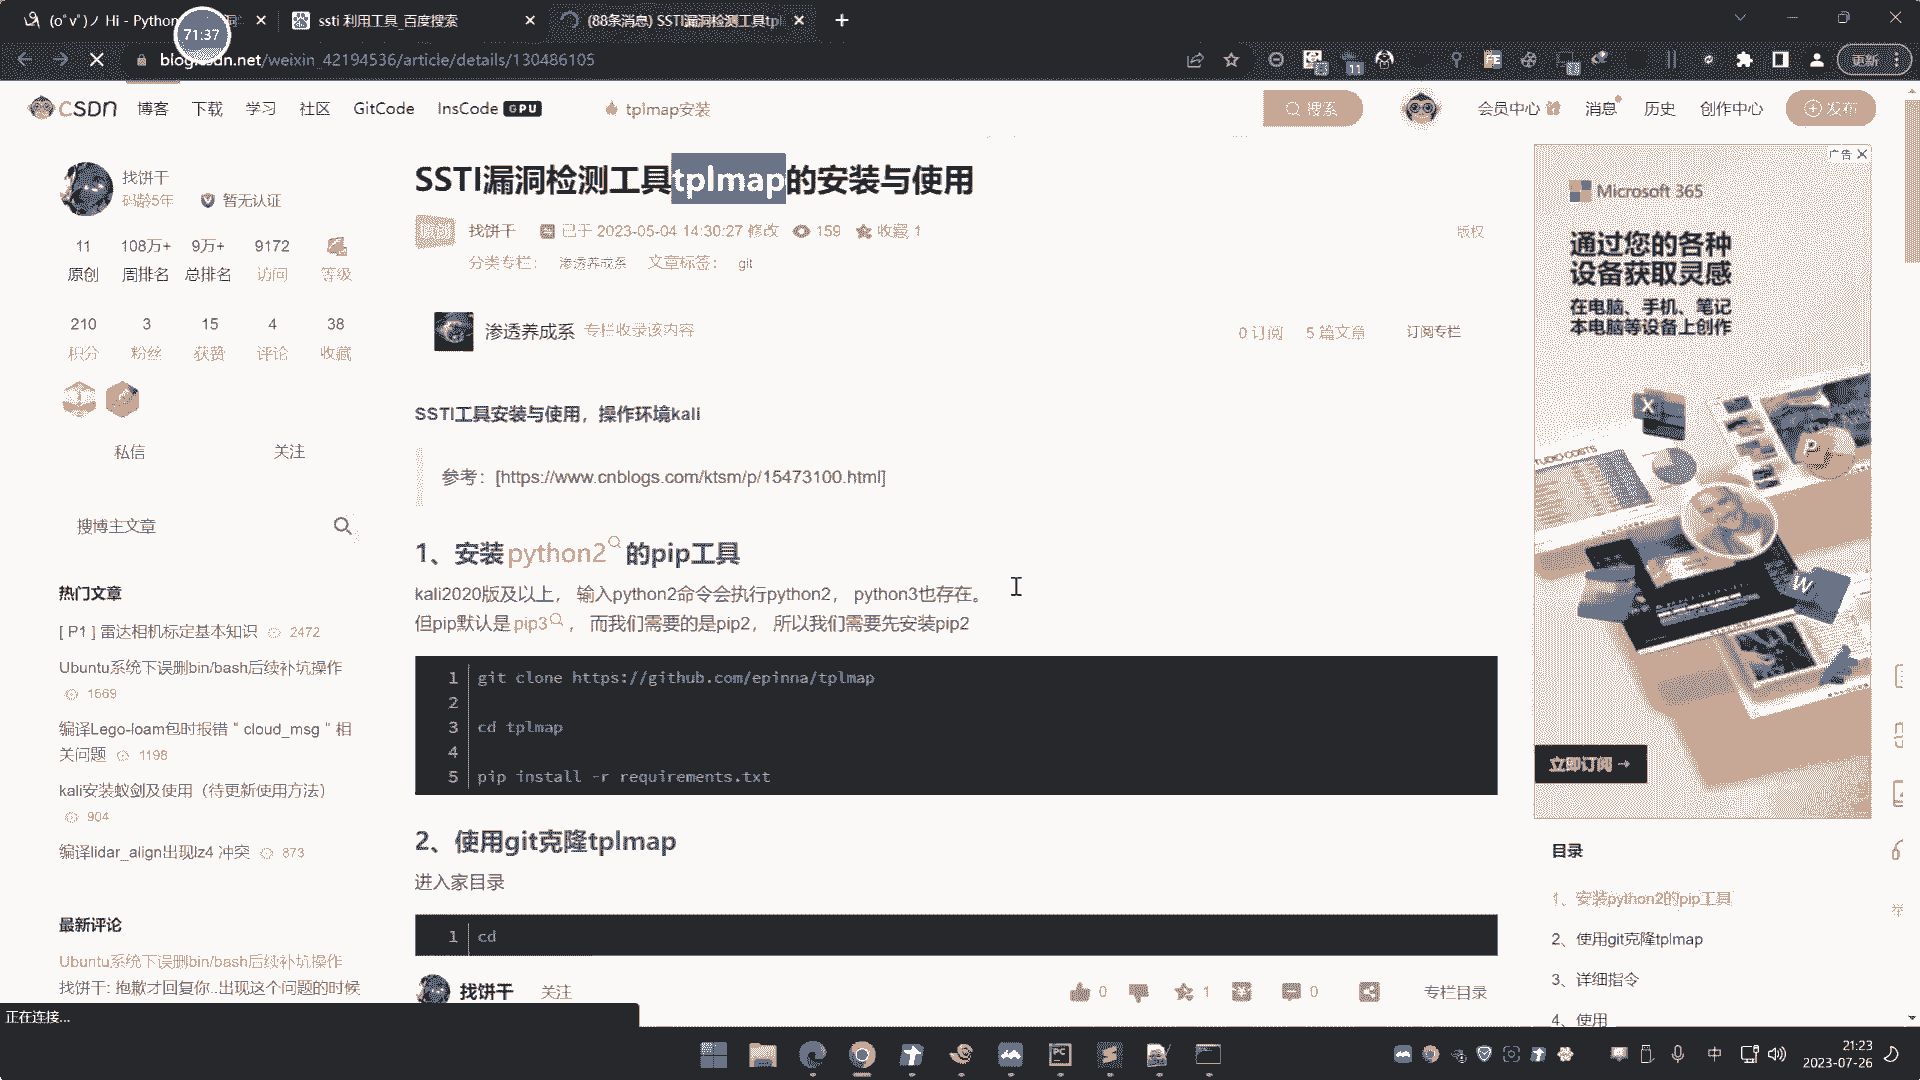 (o゚v゚)ノ Hi - Python
ssti 利用工具_百度搜索
(88条消息) SSTI漏洞检测工具tpl
71:37
blog.csdn.net/weixin_42194536/article/details/130486105
11
更新
CSDN
博客
下载
学习
社区
GitCode
InsCode GPU
tplmap安装
搜索
会员中心
消息
历史
创作中心
发布
找饼干
码龄5年
暂无认证
11
108万+
9万+
9172
原创
周排名
总排名
访问
等级
210
3
15
4
38
积分
粉丝
获赞
评论
收藏
私信
关注
搜博主文章
热门文章
[ P1 ] 雷达相机标定基本知识 2472
Ubuntu系统下误删bin/bash后续补坑操作
1669
编译Lego-loam包时报错 " cloud_msg " 相
关问题 1198
kali安装蚁剑及使用（待更新使用方法）
904
编译lidar_align出现lz4 冲突 873
最新评论
Ubuntu系统下误删bin/bash后续补坑操作
找饼干: 抱歉才回复你..出现这个问题的时候
SSTI漏洞检测工具tplmap的安装与使用
原创
找饼干
已于 2023-05-04 14:30:27 修改
159
收藏 1
版权
分类专栏：
渗透养成系
文章标签：
git
渗透养成系
专栏收录该内容
0 订阅
5 篇文章
订阅专栏
SSTI工具安装与使用，操作环境kali
参考：[https://www.cnblogs.com/ktsm/p/15473100.html]
1、安装python2的pip工具
kali2020版及以上， 输入python2命令会执行python2， python3也存在。
但pip默认是pip3， 而我们需要的是pip2， 所以我们需要先安装pip2
1 git clone https://github.com/epinna/tplmap
2
3 cd tplmap
4
5 pip install -r requirements.txt
2、使用git克隆tplmap
进入家目录
1 cd
找饼干
关注
0
1
0
专栏目录
广告
Microsoft 365
通过您的各种
设备获取灵感
在电脑、手机、笔记
本电脑等设备上创作
立即订阅 →
目录
1、安装python2的pip工具
2、使用git克隆tplmap
3、详细指令
4、使用
举
正在连接...
中
21:23
2023-07-26